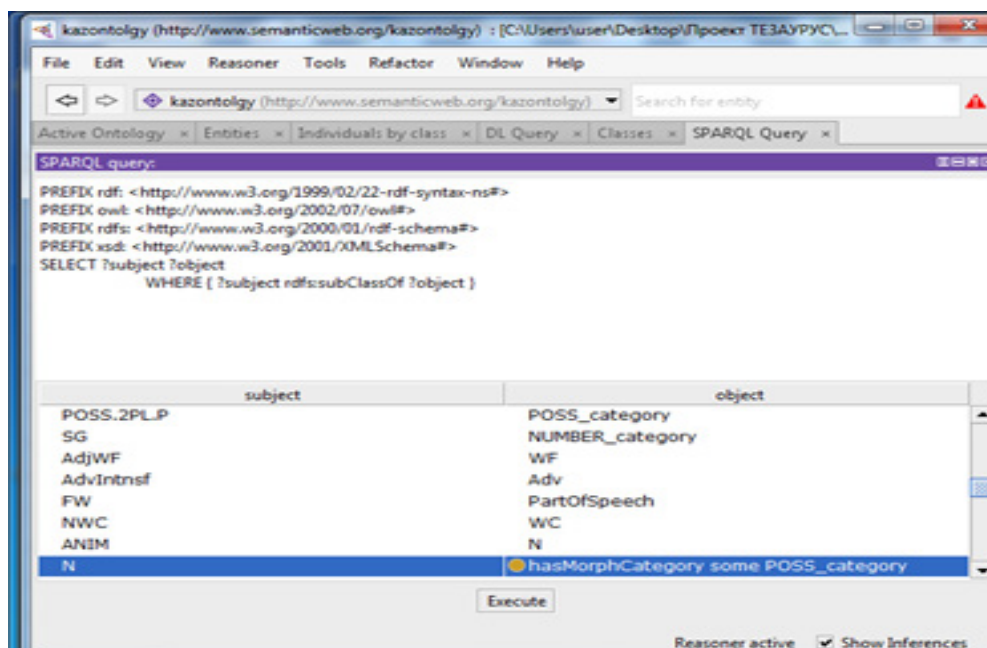 kazontolgy (http://www.semanticweb.org/kazontolgy) : [C:\Users\user\Desktop\Проект ТЕЗАУРУС\...
File Edit View Reasoner Tools Refactor Window Help
kazontolgy (http://www.semanticweb.org/kazontolgy) Search for entity
Active Ontology × Entities × Individuals by class × DL Query × Classes × SPARQL Query ×
SPARQL query:
PREFIX rdf: <http://www.w3.org/1999/02/22-rdf-syntax-ns#>
PREFIX owl: <http://www.w3.org/2002/07/owl#>
PREFIX rdfs: <http://www.w3.org/2000/01/rdf-schema#>
PREFIX xsd: <http://www.w3.org/2001/XMLSchema#>
SELECT ?subject ?object
WHERE { ?subject rdfs:subClassOf ?object }
subject object
POSS.2PL.P POSS_category
SG NUMBER_category
AdjWF WF
AdvIntnsf Adv
FW PartOfSpeech
NWC WC
ANIM N
N hasMorphCategory some POSS_category
Execute
Reasoner active Show Inferences